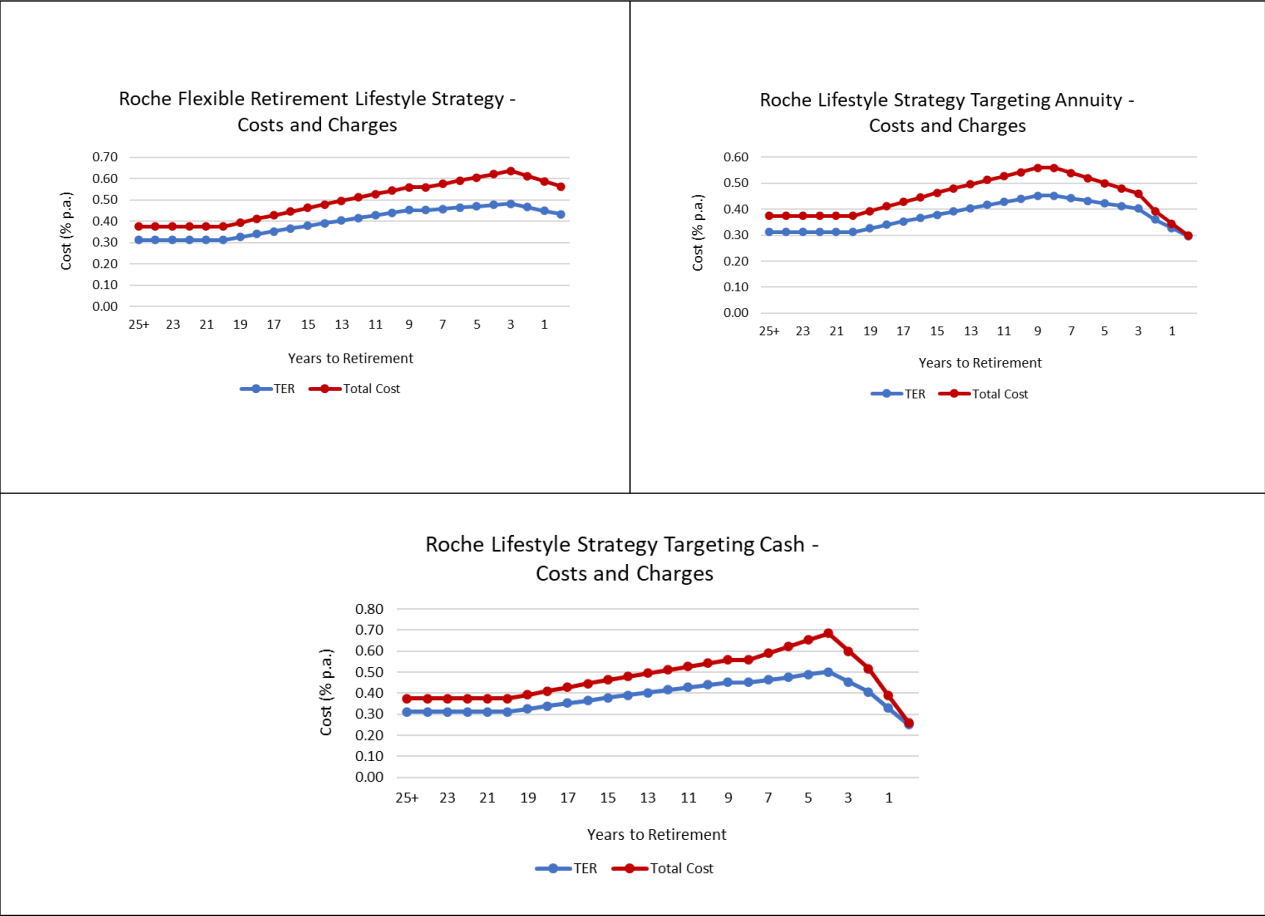 Roche Flexible Retirement Lifestyle Strategy -
Costs and Charges
0.70
0.60
0.50
0.40
0.30
0.20
0.10
0.00
Cost (% p.a.)
25+ 23 21 19 17 15 13 11 9 7 5 3 1
Years to Retirement
TER Total Cost
Roche Lifestyle Strategy Targeting Annuity -
Costs and Charges
0.60
0.50
0.40
0.30
0.20
0.10
0.00
Cost (% p.a.)
25+ 23 21 19 17 15 13 11 9 7 5 3 1
Years to Retirement
TER Total Cost
Roche Lifestyle Strategy Targeting Cash -
Costs and Charges
0.80
0.70
0.60
0.50
0.40
0.30
0.20
0.10
0.00
Cost (% p.a.)
25+ 23 21 19 17 15 13 11 9 7 5 3 1
Years to Retirement
TER Total Cost